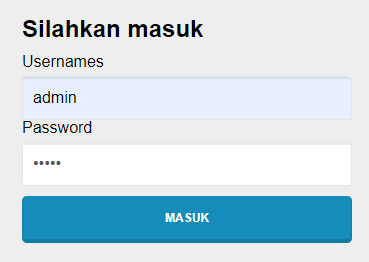 Silahkan masuk
Usernames
admin
Password
•••••
MASUK